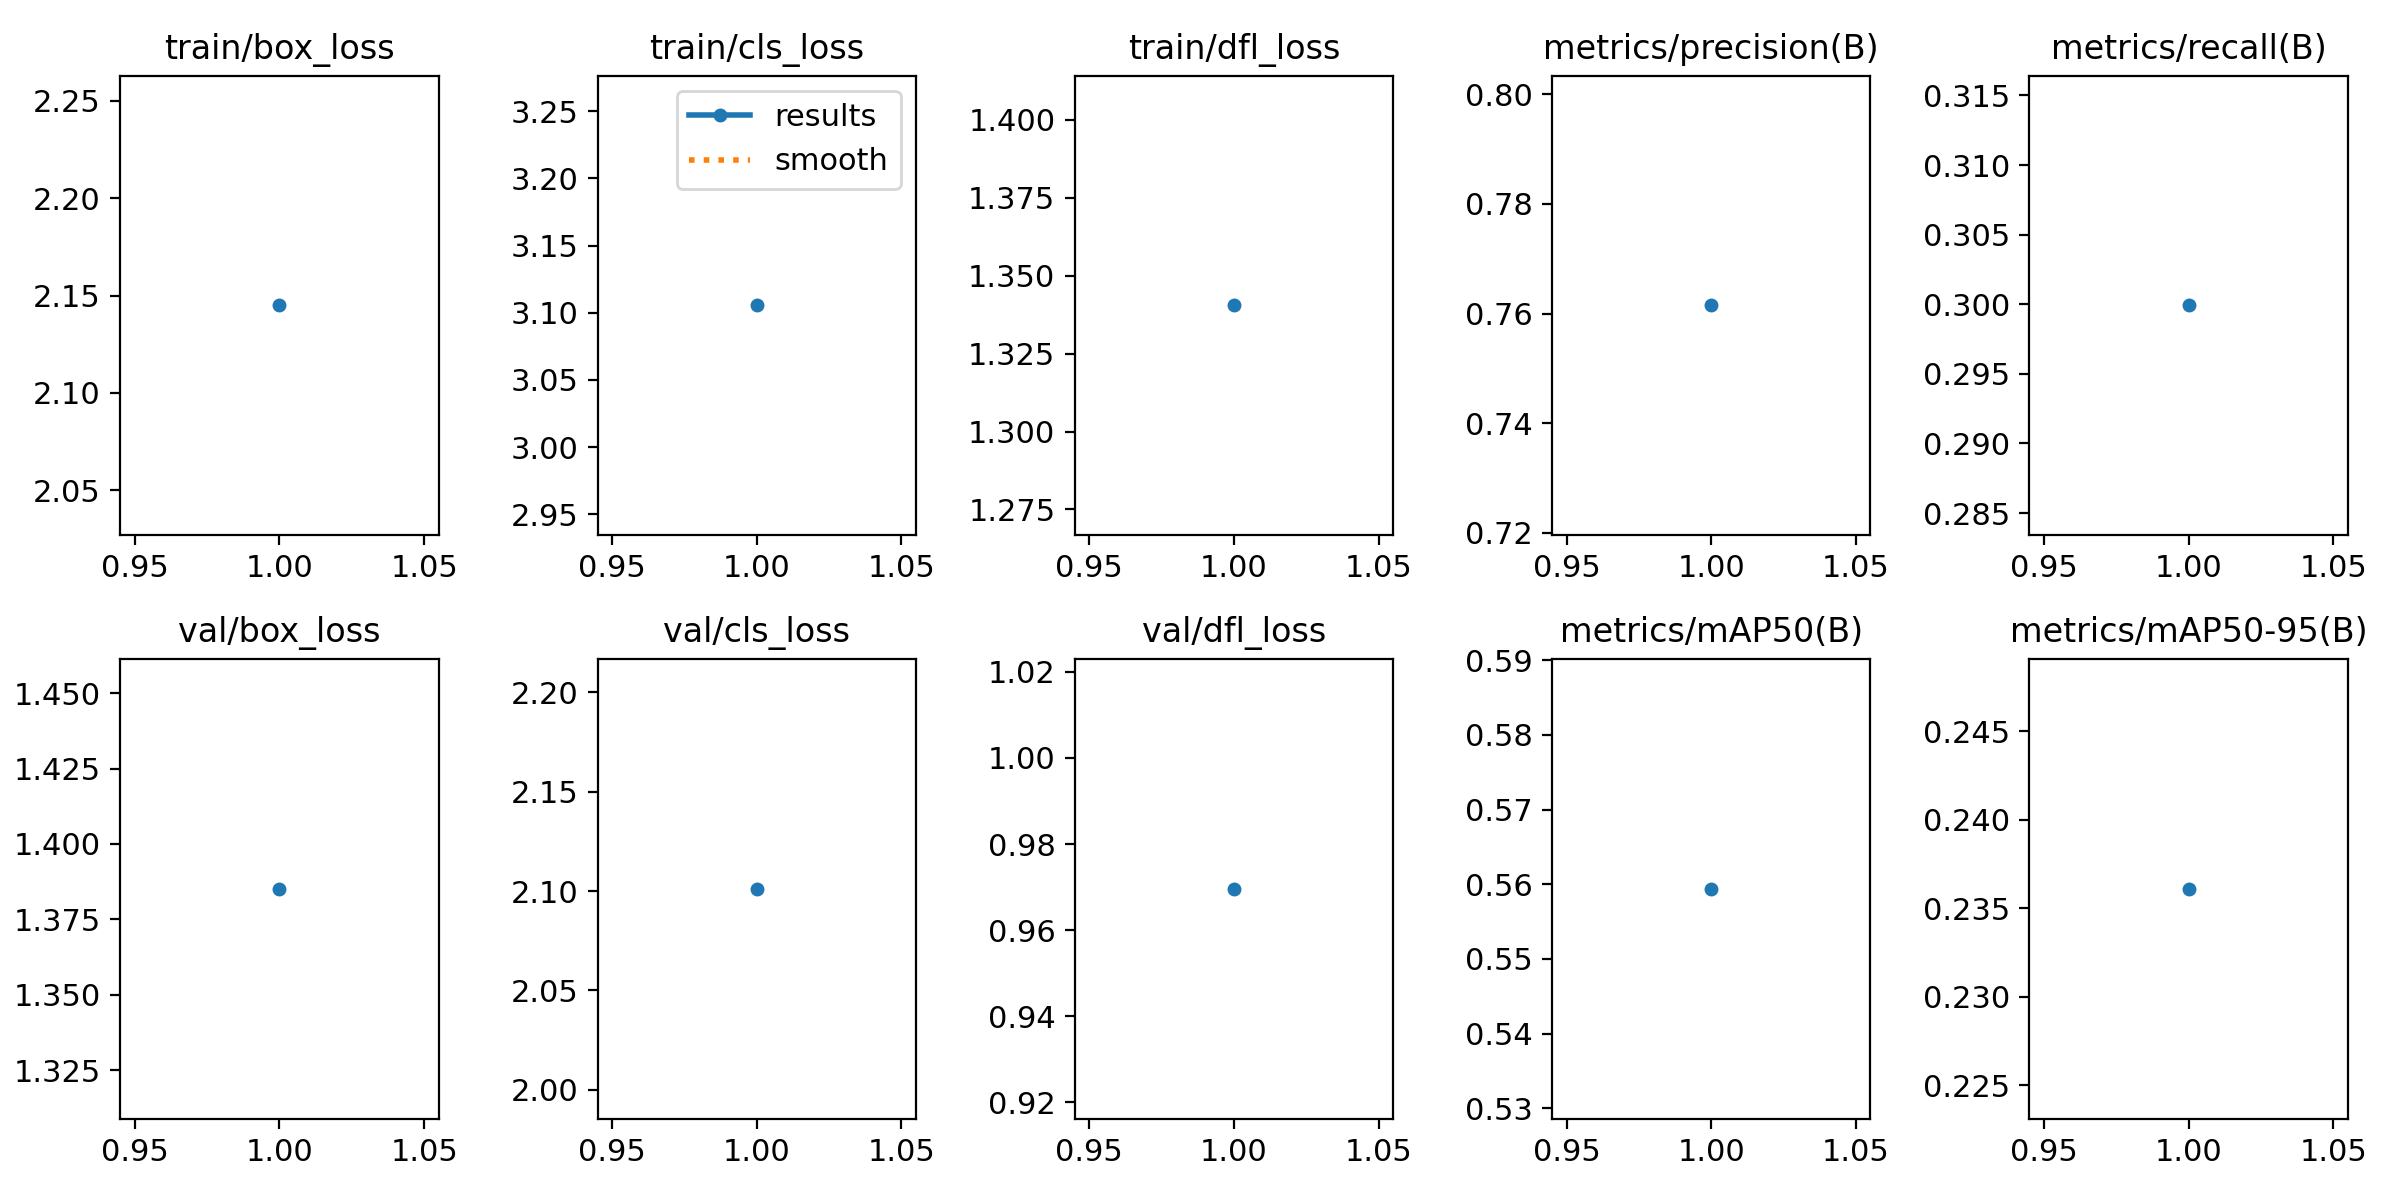 train/box_loss
2.25
2.20
2.15
2.10
2.05
0.95 1.00 1.05
train/cls_loss
results
smooth
3.25
3.20
3.15
3.10
3.05
3.00
2.95
0.95 1.00 1.05
train/dfl_loss
1.400
1.375
1.350
1.325
1.300
1.275
0.95 1.00 1.05
metrics/precision(B)
0.80
0.78
0.76
0.74
0.72
0.95 1.00 1.05
metrics/recall(B)
0.315
0.310
0.305
0.300
0.295
0.290
0.285
0.95 1.00 1.05
val/box_loss
1.450
1.425
1.400
1.375
1.350
1.325
0.95 1.00 1.05
val/cls_loss
2.20
2.15
2.10
2.05
2.00
0.95 1.00 1.05
val/dfl_loss
1.02
1.00
0.98
0.96
0.94
0.92
0.95 1.00 1.05
metrics/mAP50(B)
0.59
0.58
0.57
0.56
0.55
0.54
0.53
0.95 1.00 1.05
metrics/mAP50-95(B)
0.245
0.240
0.235
0.230
0.225
0.95 1.00 1.05